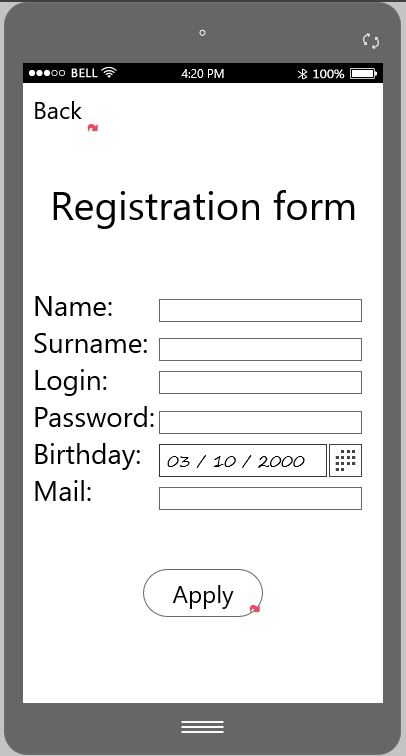 BELL 4:20 PM 100%
Back
Registration form
Name:
Surname:
Login:
Password:
Birthday: 03 / 10 / 2000
Mail:
Apply